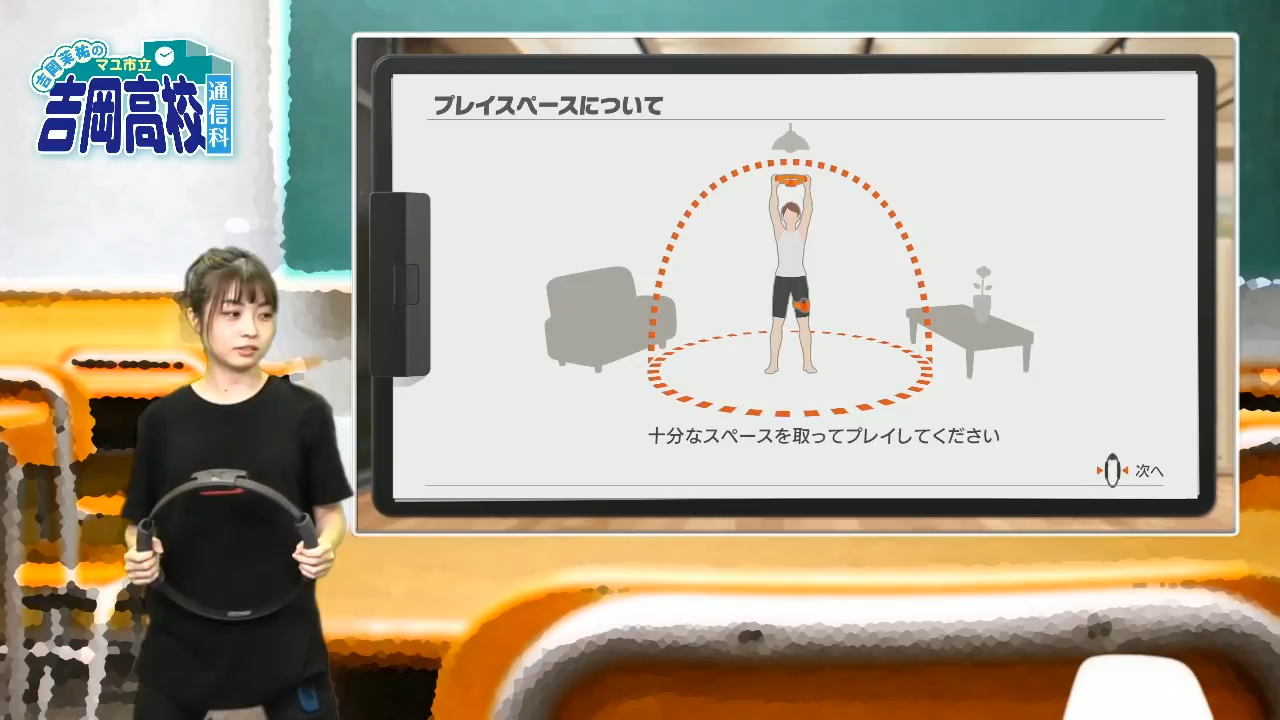 吉岡茉祐の
マユ市立
吉岡高校
通信科
プレイスペースについて
十分なスペースを取ってプレイしてください
次へ